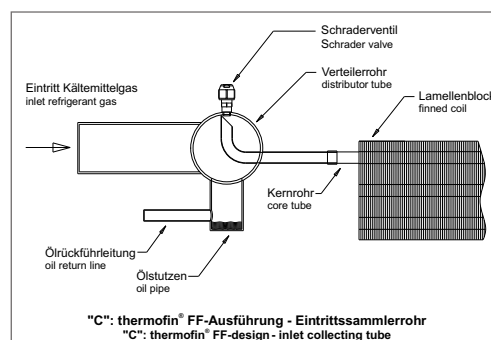 Schraderventil
Schrader valve
Eintritt Kältemittelgas
inlet refrigerant gas
Verteilerrohr
distributor tube
Lamellenblock
finned coil
Kernrohr
core tube
Ölrückführleitung
oil return line
Ölstutzen
oil pipe
"C": thermofin® FF-Ausführung - Eintrittssammlerrohr
"C": thermofin® FF-design - inlet collecting tube